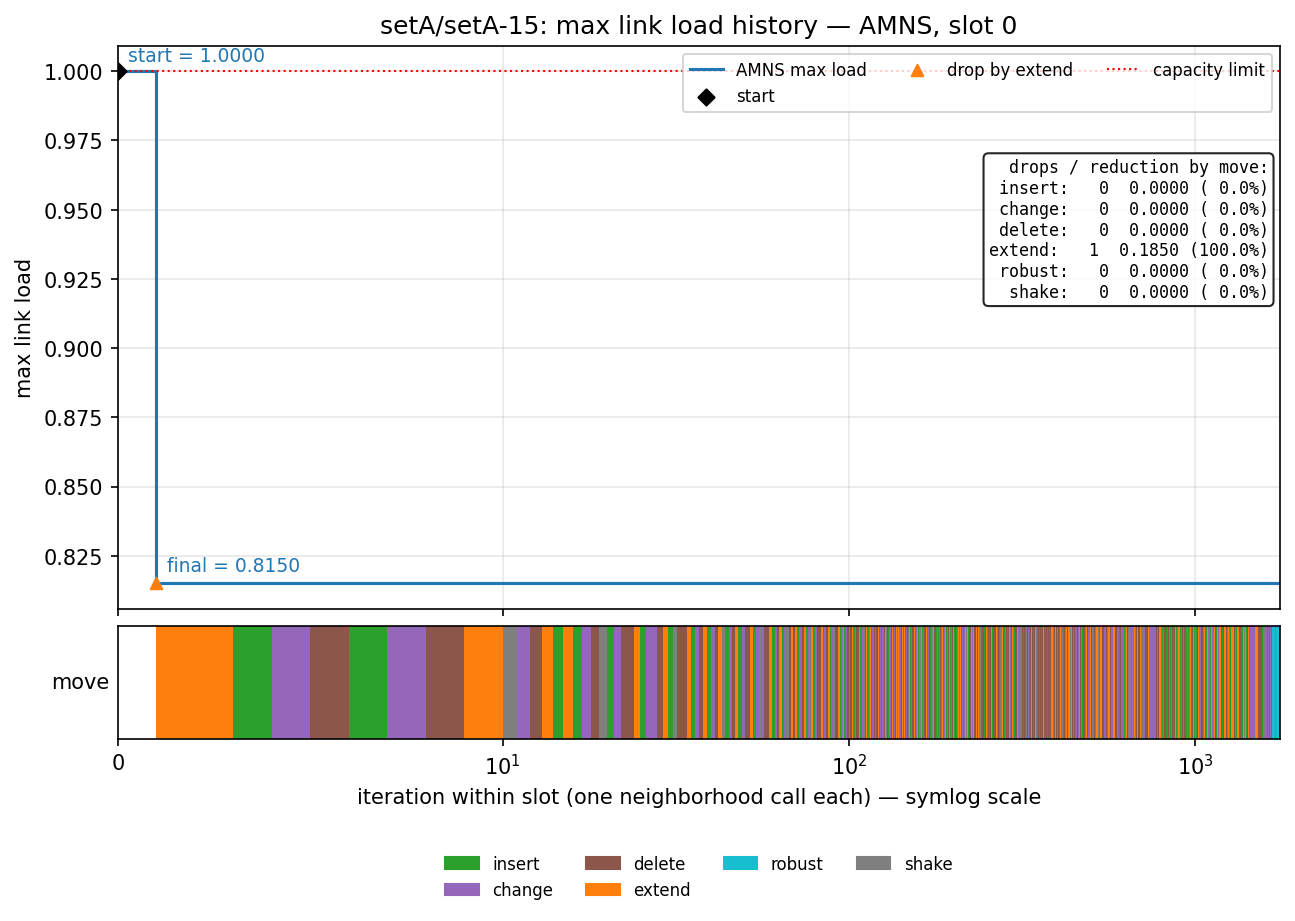 setA/setA-15: max link load history — AMNS, slot 0
start = 1.0000
AMNS max load
drop by extend
capacity limit
start
drops / reduction by move:
insert: 0 0.0000 ( 0.0%)
change: 0 0.0000 ( 0.0%)
delete: 0 0.0000 ( 0.0%)
extend: 1 0.1850 (100.0%)
robust: 0 0.0000 ( 0.0%)
shake: 0 0.0000 ( 0.0%)
max link load
1.000
0.975
0.950
0.925
0.900
0.875
0.850
0.825
final = 0.8150
move
0
10¹
10²
10³
iteration within slot (one neighborhood call each) — symlog scale
insert
delete
robust
shake
change
extend